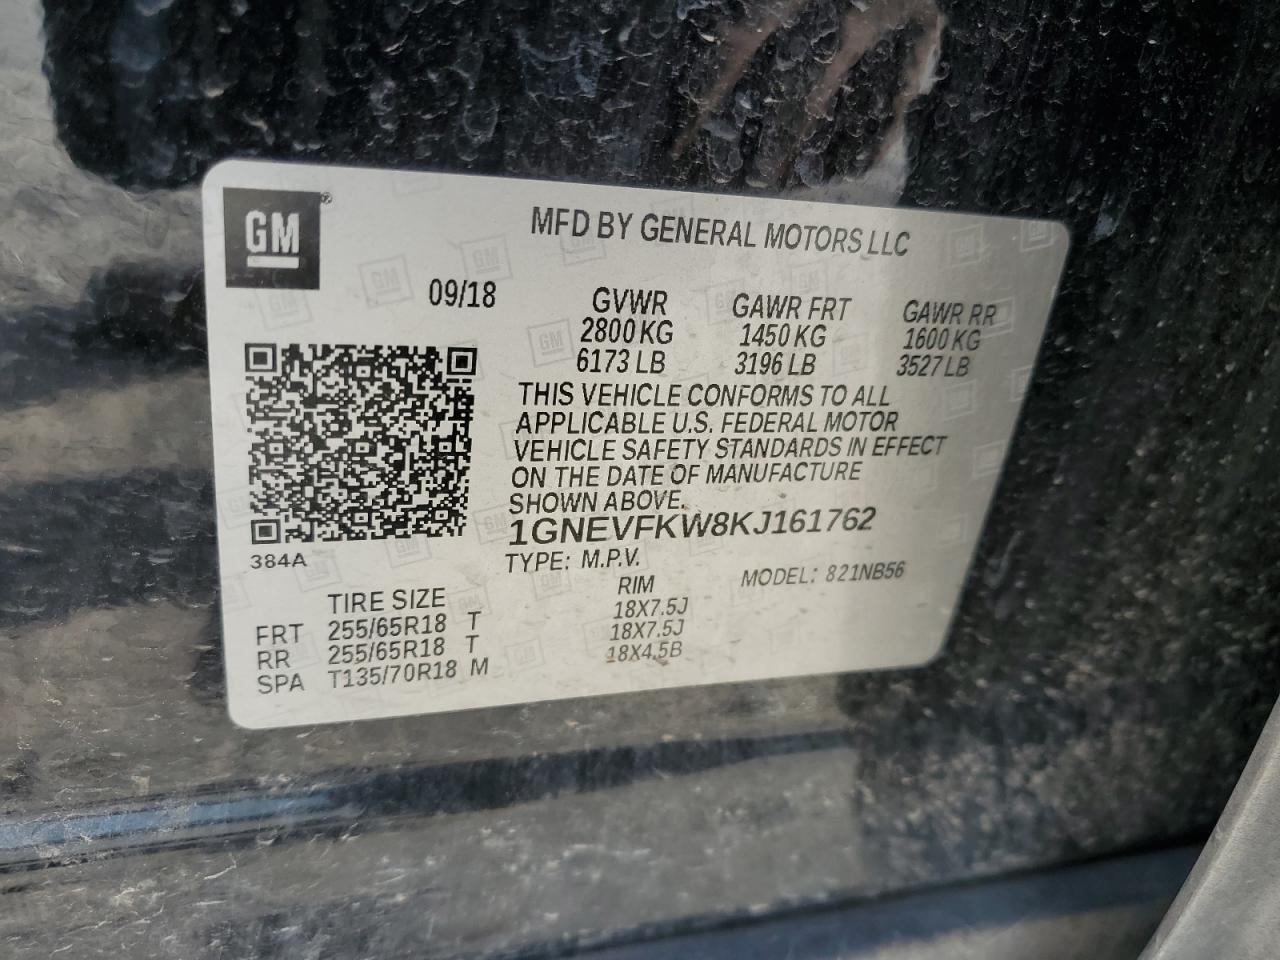 GM
MFD BY GENERAL MOTORS LLC
09/18
GVWR GAWR FRT GAWR RR
2800 KG 1450 KG 1600 KG
6173 LB 3196 LB 3527 LB
THIS VEHICLE CONFORMS TO ALL
APPLICABLE U.S. FEDERAL MOTOR
VEHICLE SAFETY STANDARDS IN EFFECT
ON THE DATE OF MANUFACTURE
SHOWN ABOVE.
1GNEVFKW8KJ161762
384A
TYPE: M.P.V. MODEL: 821NB56
TIRE SIZE RIM
FRT 255/65R18 T 18X7.5J
RR 255/65R18 T 18X7.5J
SPA T135/70R18 M 18X4.5B